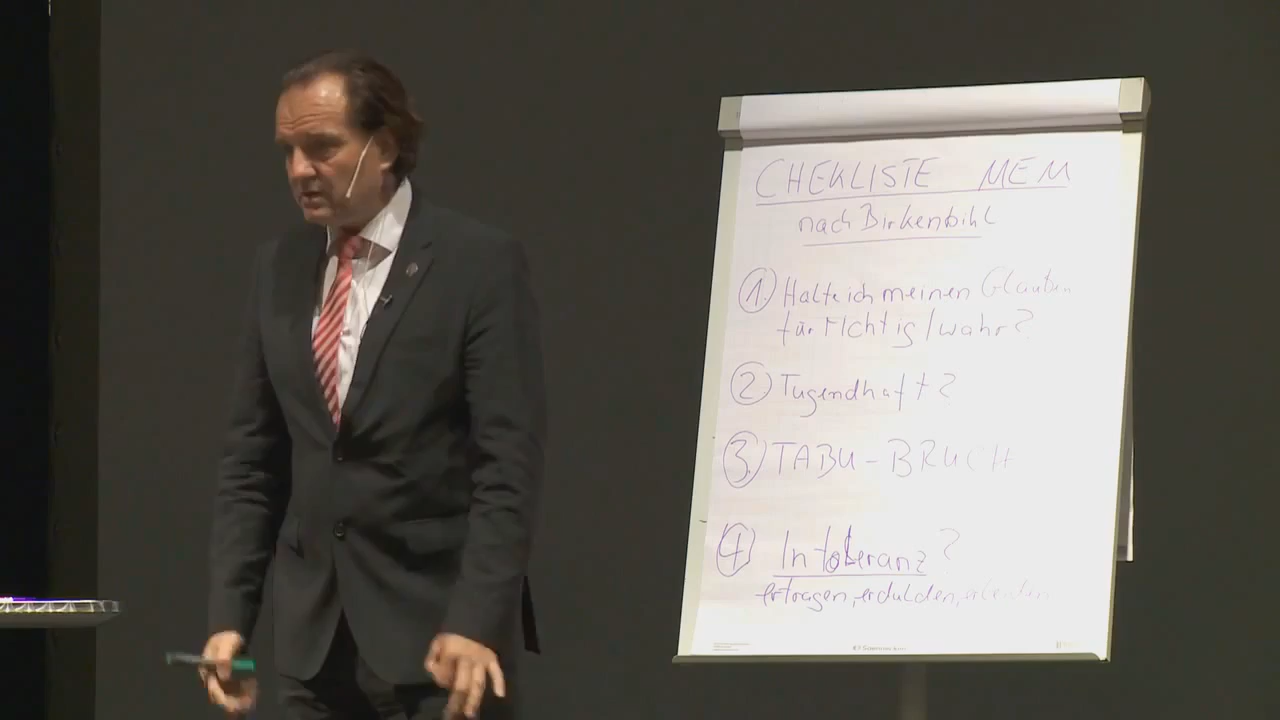 CHEKLISTE MEM
nach Birkenbihl
1. Halte ich meinen Glauben
für richtig/wahr?
2 Tugendhaft?
3. TABU-BRUCH
4 Intoleranz?
ertragen, erdulden, erleiden